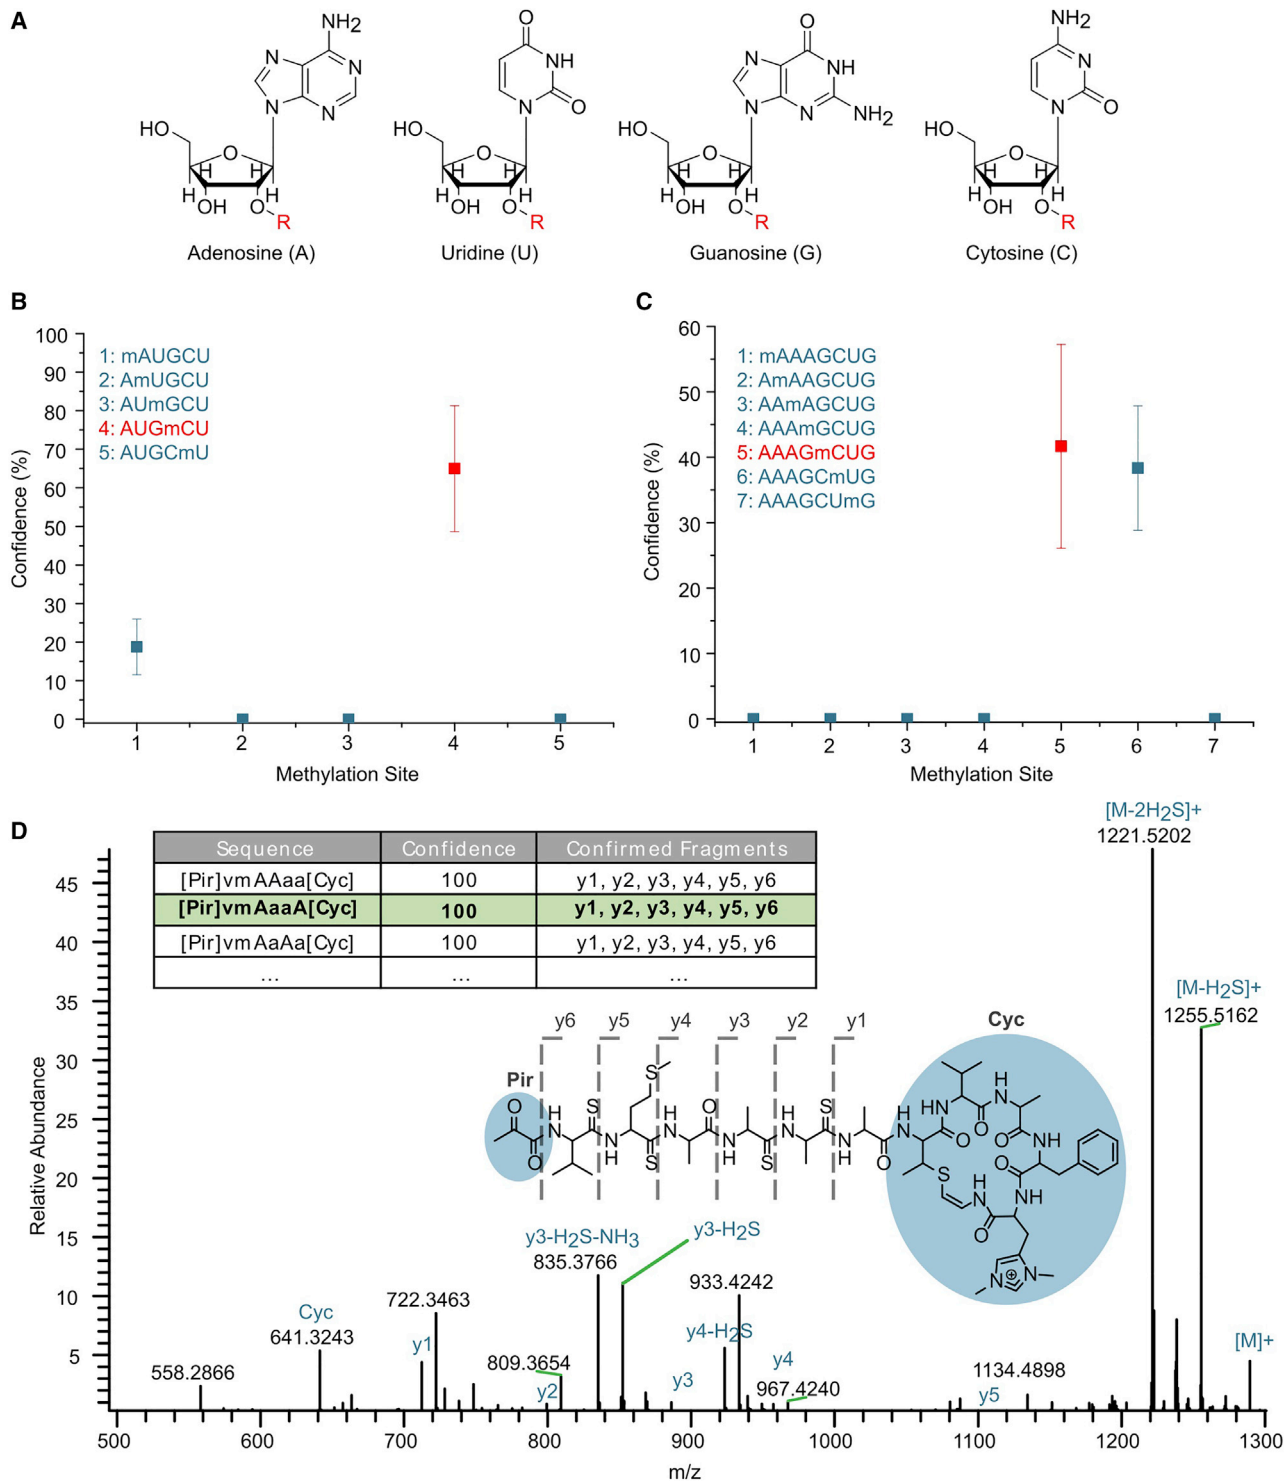 A
NH2
N
N
N
N
HO
O
H
H
H
H
OH
O
R
Adenosine (A)
O
NH
N
O
HO
O
H
H
H
H
OH
O
R
Uridine (U)
O
N
NH
N
N
NH2
HO
O
H
H
H
H
OH
O
R
Guanosine (G)
NH2
N
N
O
HO
O
H
H
H
H
OH
O
R
Cytosine (C)
B
1: mAUGCU
2: AmUGCU
3: AUmGCU
4: AUGmCU
5: AUGCmU
Confidence (%)
100
90
80
70
60
50
40
30
20
10
0
1 2 3 4 5
Methylation Site
C
1: mAAAGCUG
2: AmAAGCUG
3: AAmAGCUG
4: AAAmGCUG
5: AAAGmCUG
6: AAAGCmUG
7: AAAGCUmG
Confidence (%)
60
50
40
30
20
10
0
1 2 3 4 5 6 7
Methylation Site
D
Sequence Confidence Confirmed Fragments
[Pir]vmAAaa[Cyc] 100 y1, y2, y3, y4, y5, y6
[Pir]vmAaaA[Cyc] 100 y1, y2, y3, y4, y5, y6
[Pir]vmAaAa[Cyc] 100 y1, y2, y3, y4, y5, y6
... ... ...
[M-2H2S]+
1221.5202
[M-H2S]+
1255.5162
y6 y5 y4 y3 y2 y1
Pir
Cyc
O
O
H
N
S
N
H
S
S
H
N
O
N
H
S
H
N
S
N
H
O
H
N
O
HN
O
H
N
O
NH
O
HN
O
H
N
S
N
N
⊕
y3-H2S-NH3
835.3766
y3-H2S
933.4242
y4-H2S
722.3463
y1
Cyc
641.3243
558.2866
809.3654
y2
y3
y4
967.4240
1134.4898
y5
[M]+
Relative Abundance
45
40
35
30
25
20
15
10
5
500 600 700 800 900 1000 1100 1200 1300
m/z